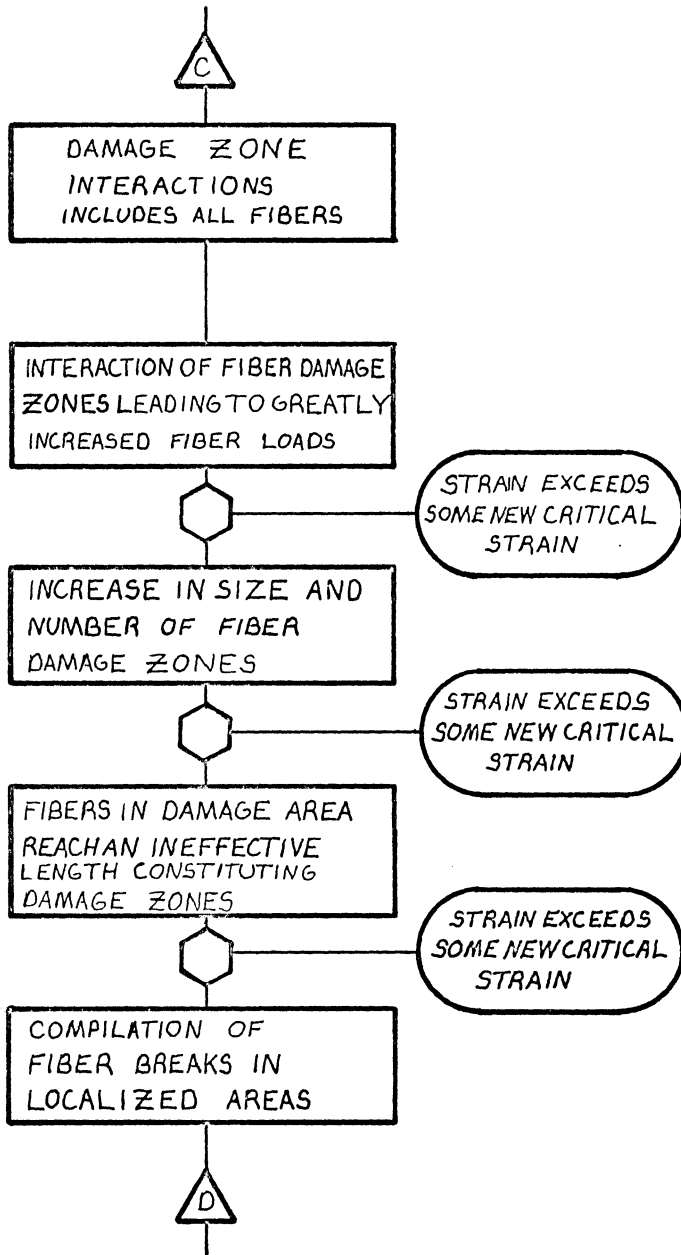 C
DAMAGE ZONE
INTERACTIONS
INCLUDES ALL FIBERS
INTERACTION OF FIBER DAMAGE
ZONES LEADING TO GREATLY
INCREASED FIBER LOADS
STRAIN EXCEEDS
SOME NEW CRITICAL
STRAIN
INCREASE IN SIZE AND
NUMBER OF FIBER
DAMAGE ZONES
STRAIN EXCEEDS
SOME NEW CRITICAL
STRAIN
FIBERS IN DAMAGE AREA
REACH AN INEFFECTIVE
LENGTH CONSTITUTING
DAMAGE ZONES
STRAIN EXCEEDS
SOME NEW CRITICAL
STRAIN
COMPILATION OF
FIBER BREAKS IN
LOCALIZED AREAS
D